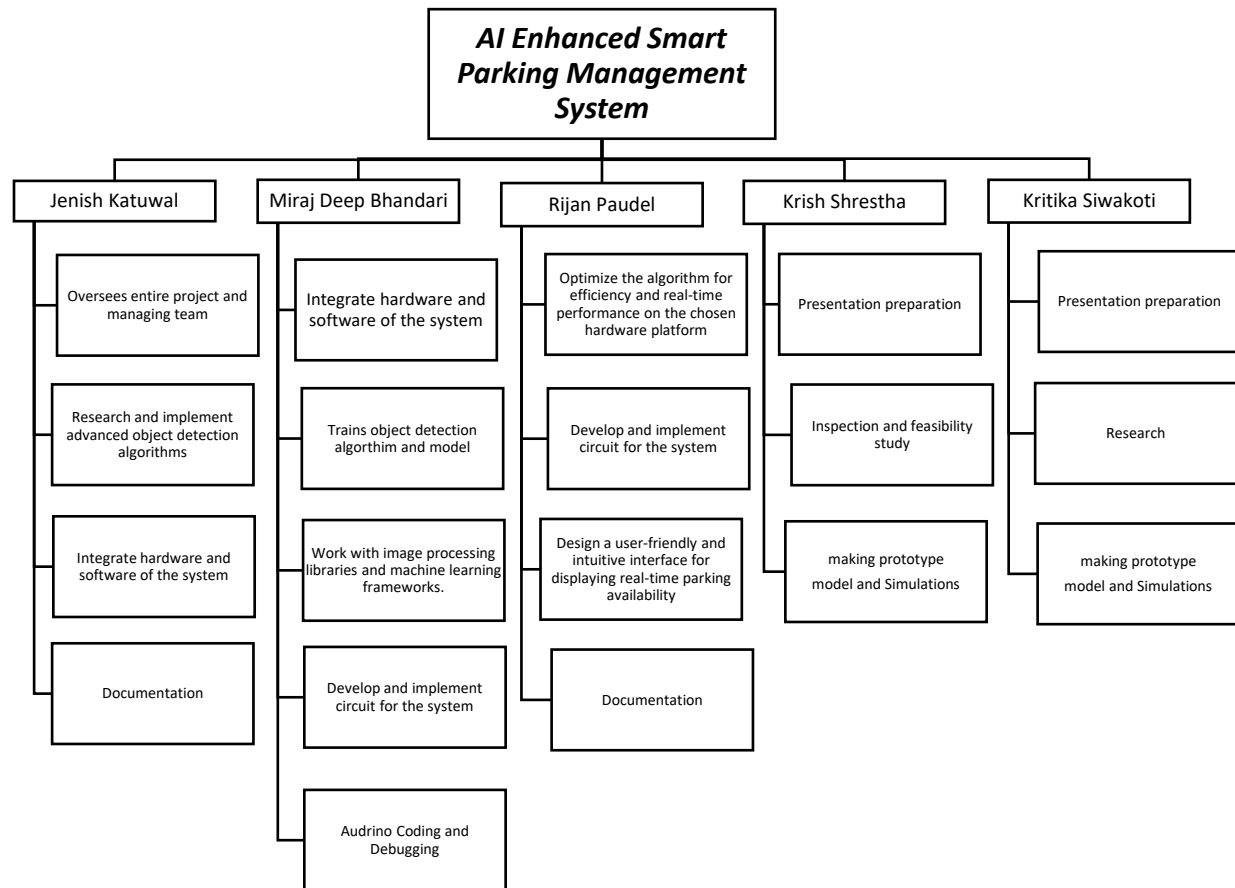 AI Enhanced Smart
Parking Management
System
Jenish Katuwal
Oversees entire project and
managing team
Research and implement
advanced object detection
algorithms
Integrate hardware and
software of the system
Documentation
Miraj Deep Bhandari
Integrate hardware and
software of the system
Trains object detection
algorthim and model
Work with image processing
libraries and machine learning
frameworks.
Develop and implement
circuit for the system
Audrino Coding and
Debugging
Rijan Paudel
Optimize the algorithm for
efficiency and real-time
performance on the chosen
hardware platform
Develop and implement
circuit for the system
Design a user-friendly and
intuitive interface for
displaying real-time parking
availability
Documentation
Krish Shrestha
Presentation preparation
Inspection and feasibility
study
making prototype
model and Simulations
Kritika Siwakoti
Presentation preparation
Research
making prototype
model and Simulations